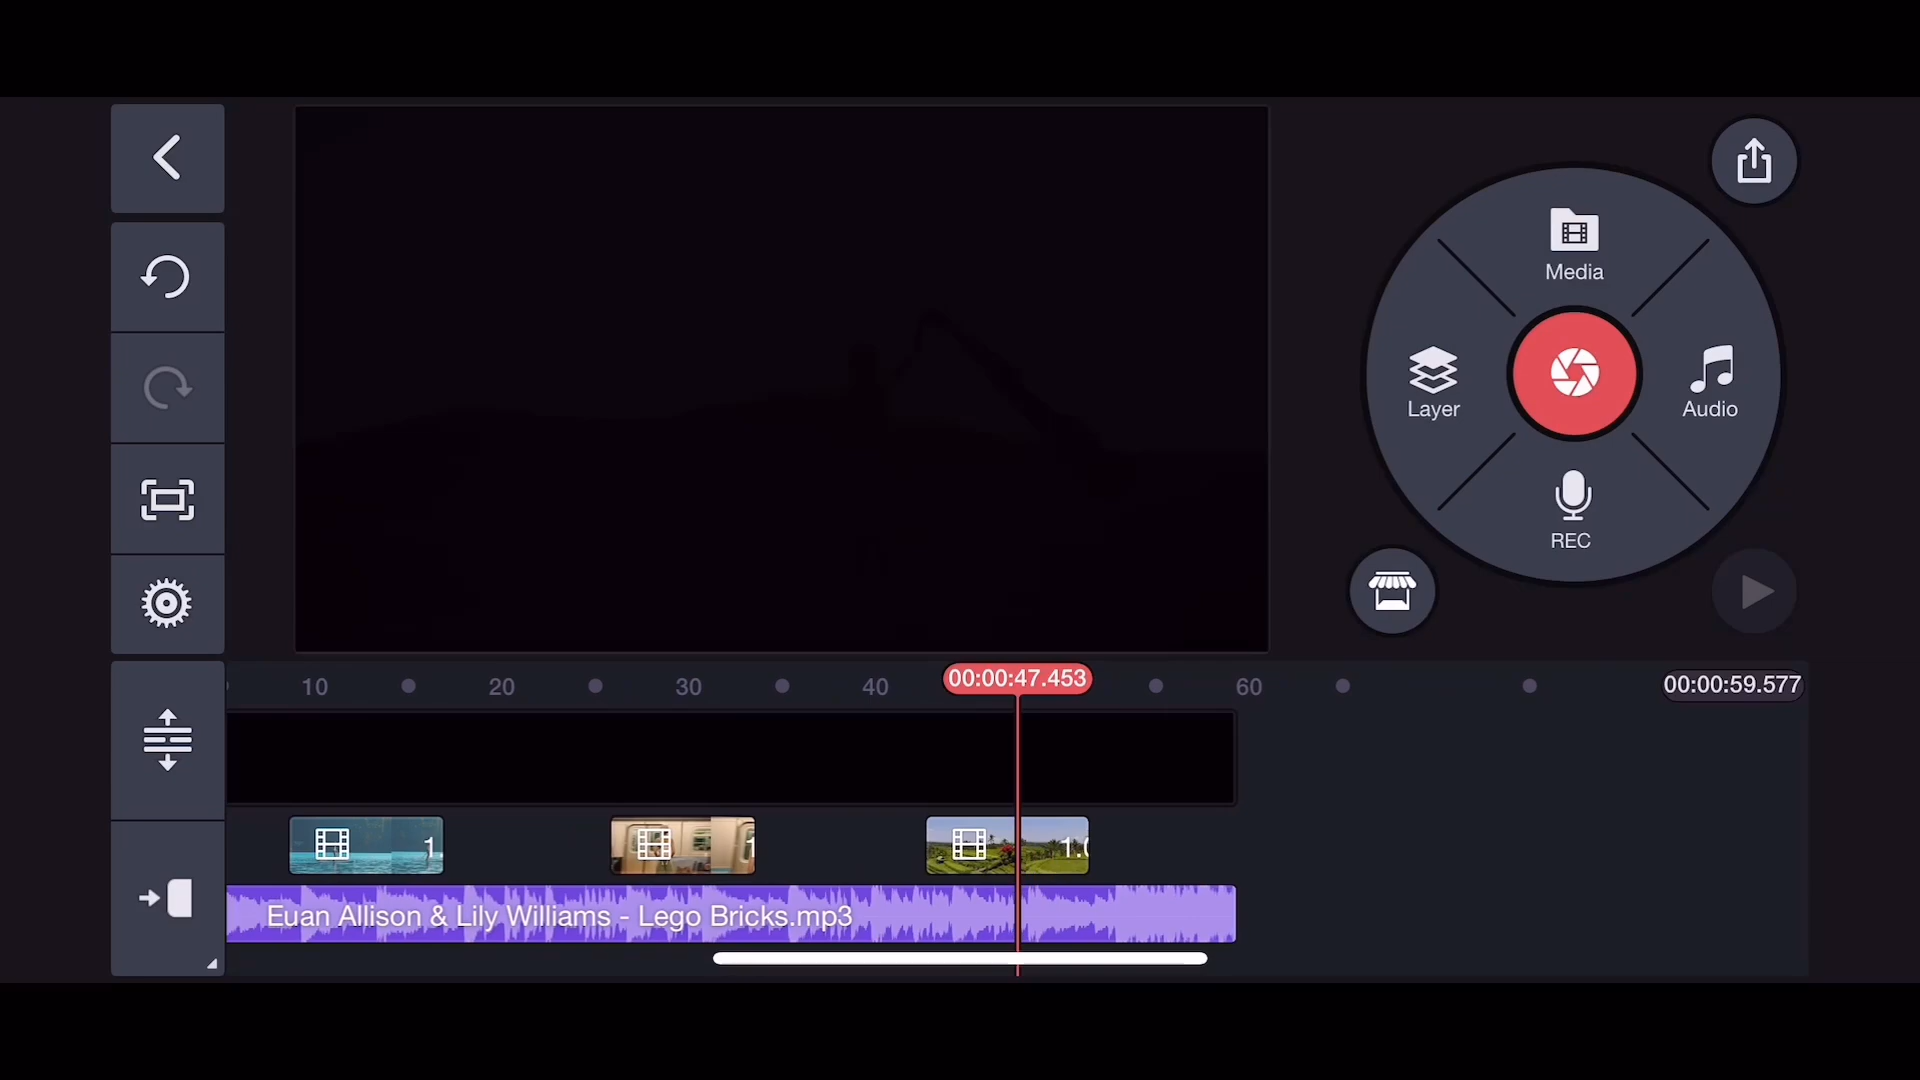 Media
Layer
Audio
REC
10
20
30
40
00:00:47.453
60
00:00:59.577
1.
1
1.0
Euan Allison & Lily Williams - Lego Bricks.mp3